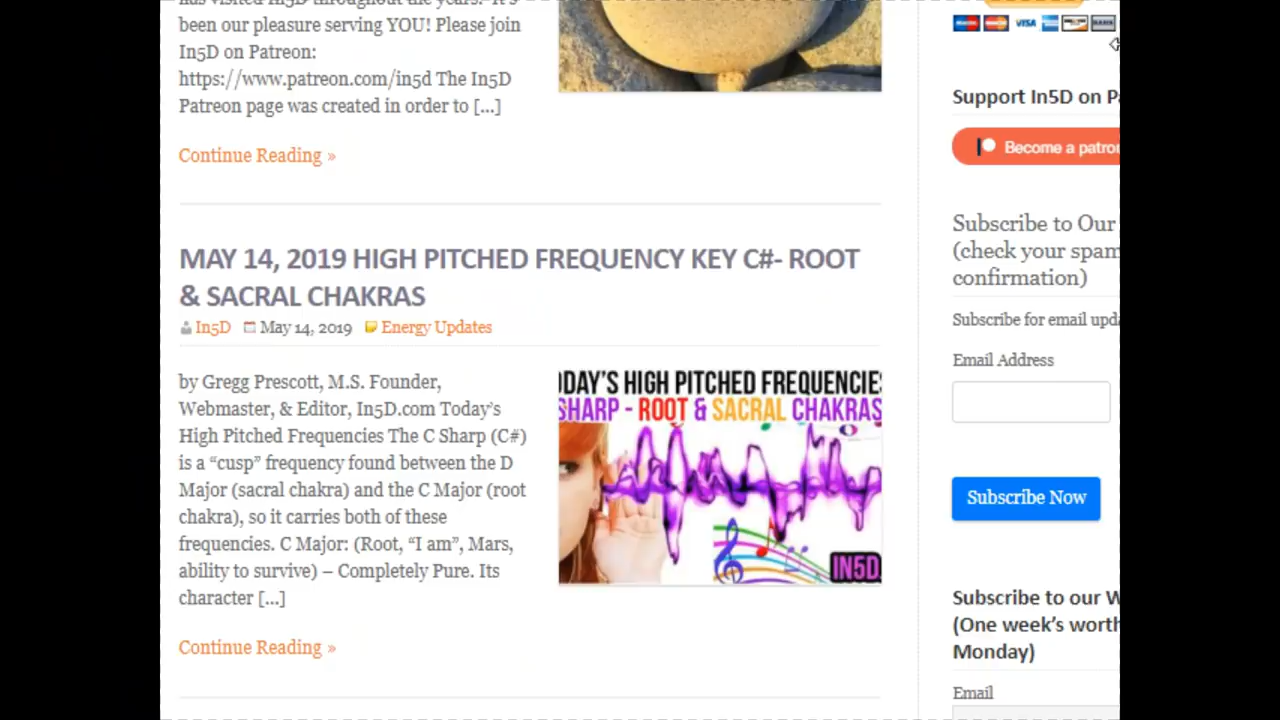 been our pleasure serving YOU! Please join
In5D on Patreon:
https://www.patreon.com/in5d The In5D
Patreon page was created in order to [...]
Continue Reading »
MAY 14, 2019 HIGH PITCHED FREQUENCY KEY C#- ROOT
& SACRAL CHAKRAS
In5D May 14, 2019 Energy Updates
by Gregg Prescott, M.S. Founder,
Webmaster, & Editor, In5D.com Today’s
High Pitched Frequencies The C Sharp (C#)
is a “cusp” frequency found between the D
Major (sacral chakra) and the C Major (root
chakra), so it carries both of these
frequencies. C Major: (Root, “I am”, Mars,
ability to survive) – Completely Pure. Its
character [...]
Continue Reading »
ODAY'S HIGH PITCHED FREQUENCIES
SHARP - ROOT & SACRAL CHAKRAS
IN5D
VISA
Support In5D on P
Become a patro
Subscribe to Our
(check your spam
confirmation)
Subscribe for email upd
Email Address
Subscribe Now
Subscribe to our W
(One week’s worth
Monday)
Email